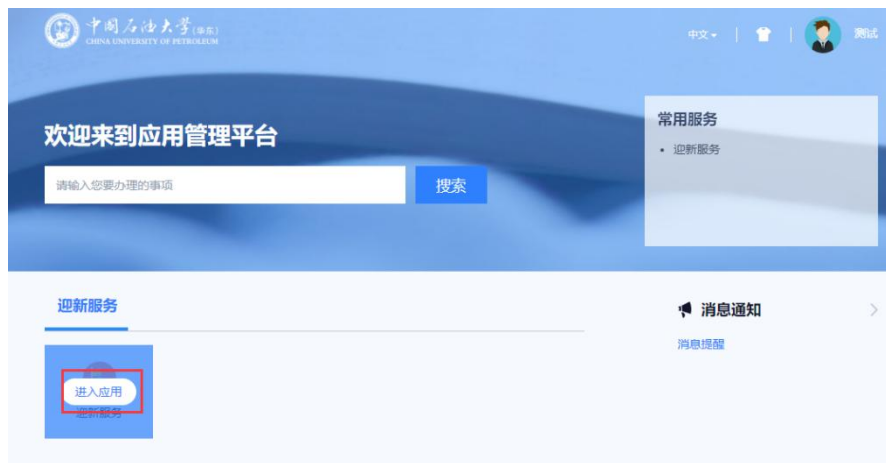 中国石油大学(华东)
CHINA UNIVERSITY OF PETROLEUM
中文
测试
欢迎来到应用管理平台
请输入您要办理的事项
搜索
常用服务
• 迎新服务
迎新服务
进入应用
迎新服务
消息通知
消息提醒